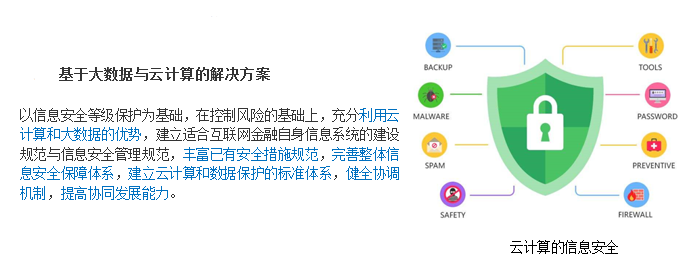 基于大数据与云计算的解决方案
以信息安全等级保护为基础，在控制风险的基础上，充分利用云
计算和大数据的优势，建立适合互联网金融自身信息系统的建设
规范与信息安全管理规范，丰富已有安全措施规范，完善整体信
息安全保障体系，建立云计算和数据保护的标准体系，健全协调
机制，提高协同发展能力。
BACKUP
TOOLS
MALWARE
PASSWORD
SPAM
PREVENTIVE
SAFETY
FIREWALL
云计算的信息安全